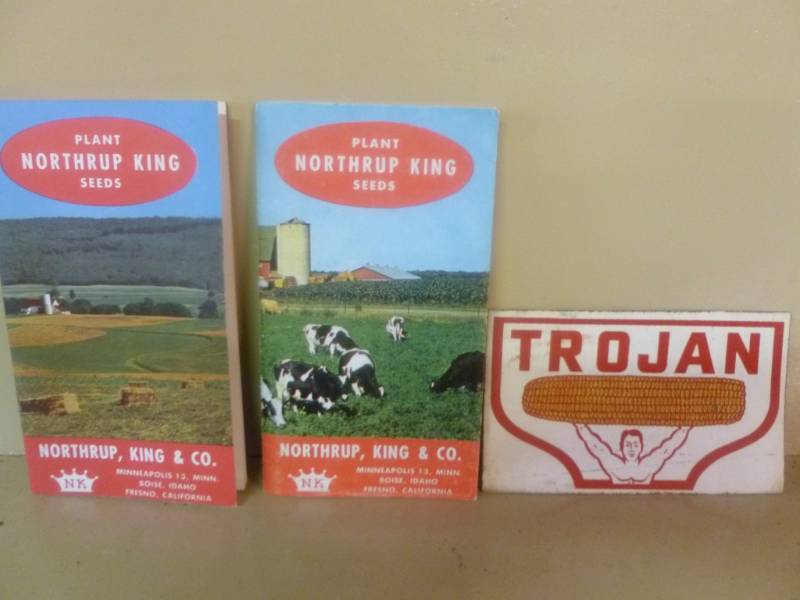 PLANT
NORTHRUP KING
SEEDS
NORTHRUP, KING & CO.
NK
MINNEAPOLIS 13, MINN.
BOISE, IDAHO
FRESNO, CALIFORNIA
PLANT
NORTHRUP KING
SEEDS
NORTHRUP, KING & CO.
NK
MINNEAPOLIS 13, MINN.
BOISE, IDAHO
FRESNO, CALIFORNIA
TROJAN